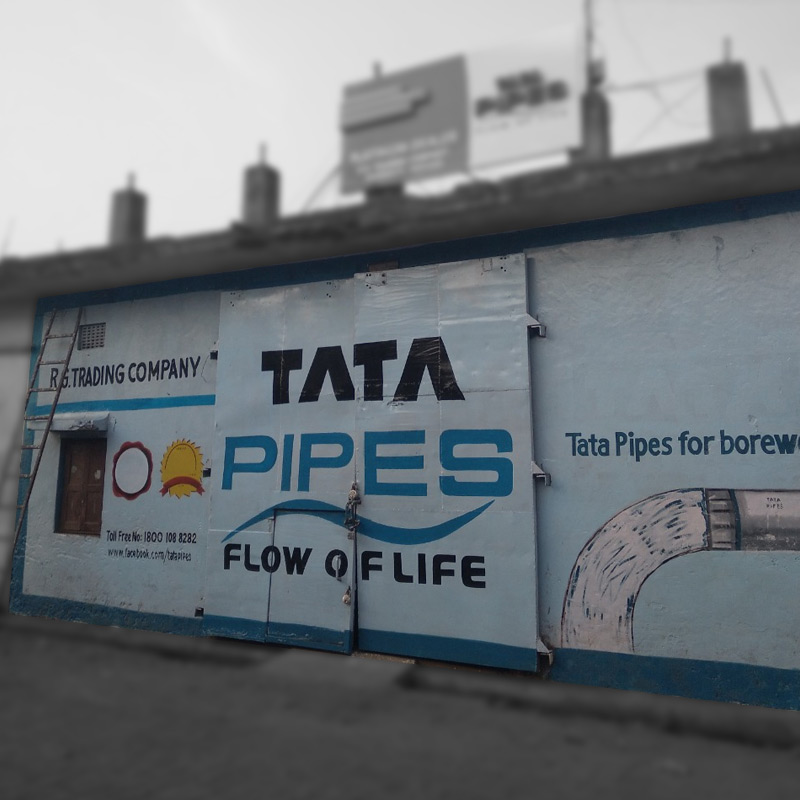 PIPES
R.G. TRADING COMPANY
TATA
PIPES
FLOW OF LIFE
Toll Free No: 1800 108 8282
www.facebook.com/tatapipes
Tata Pipes for borewe
TATA
PIPES